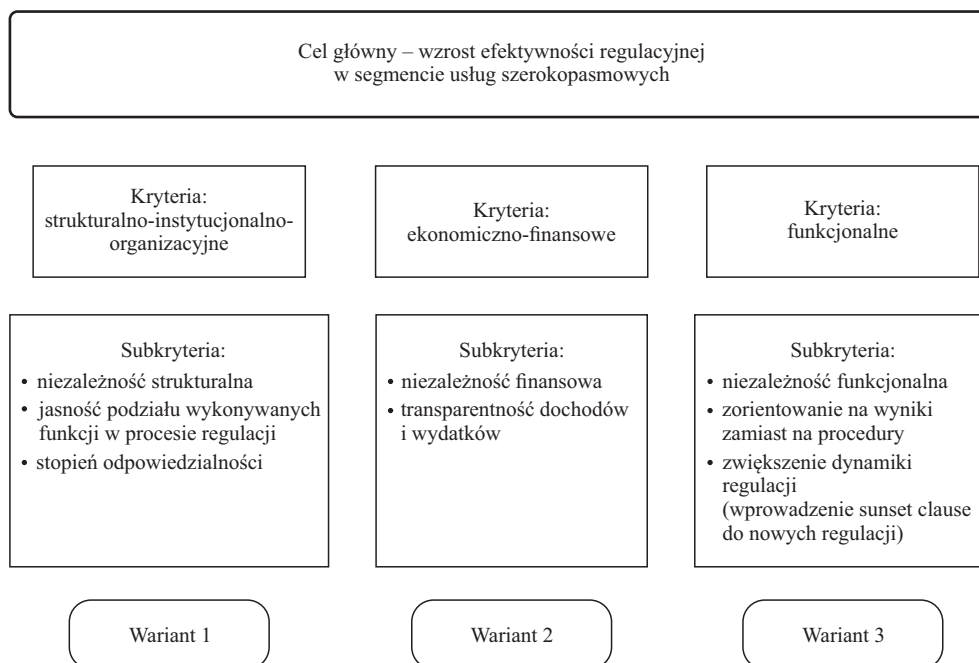 Cel główny – wzrost efektywności regulacyjnej
w segmencie usług szerokopasmowych
Kryteria:
strukturalno-instytucjonalno-
organizacyjne
Kryteria:
ekonomiczno-finansowe
Kryteria:
funkcjonalne
Subkryteria:
• niezależność strukturalna
• jasność podziału wykonywanych
funkcji w procesie regulacji
• stopień odpowiedzialności
Subkryteria:
• niezależność finansowa
• transparentność dochodów
i wydatków
Subkryteria:
• niezależność funkcjonalna
• zorientowanie na wyniki
zamiast na procedury
• zwiększenie dynamiki
regulacji
(wprowadzenie sunset clause
do nowych regulacji)
Wariant 1
Wariant 2
Wariant 3